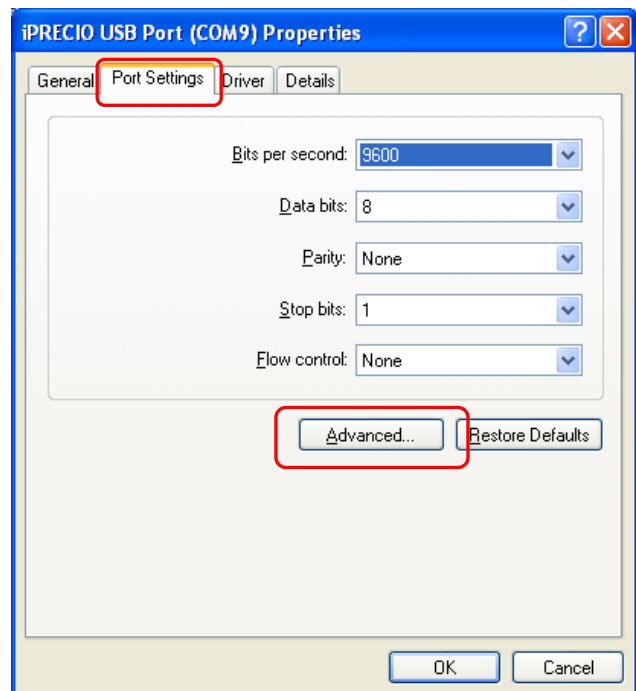 iPRECIO USB Port (COM9) Properties
General Port Settings Driver Details
Bits per second: 9600
Data bits: 8
Parity: None
Stop bits: 1
Flow control: None
Advanced... Restore Defaults
OK Cancel